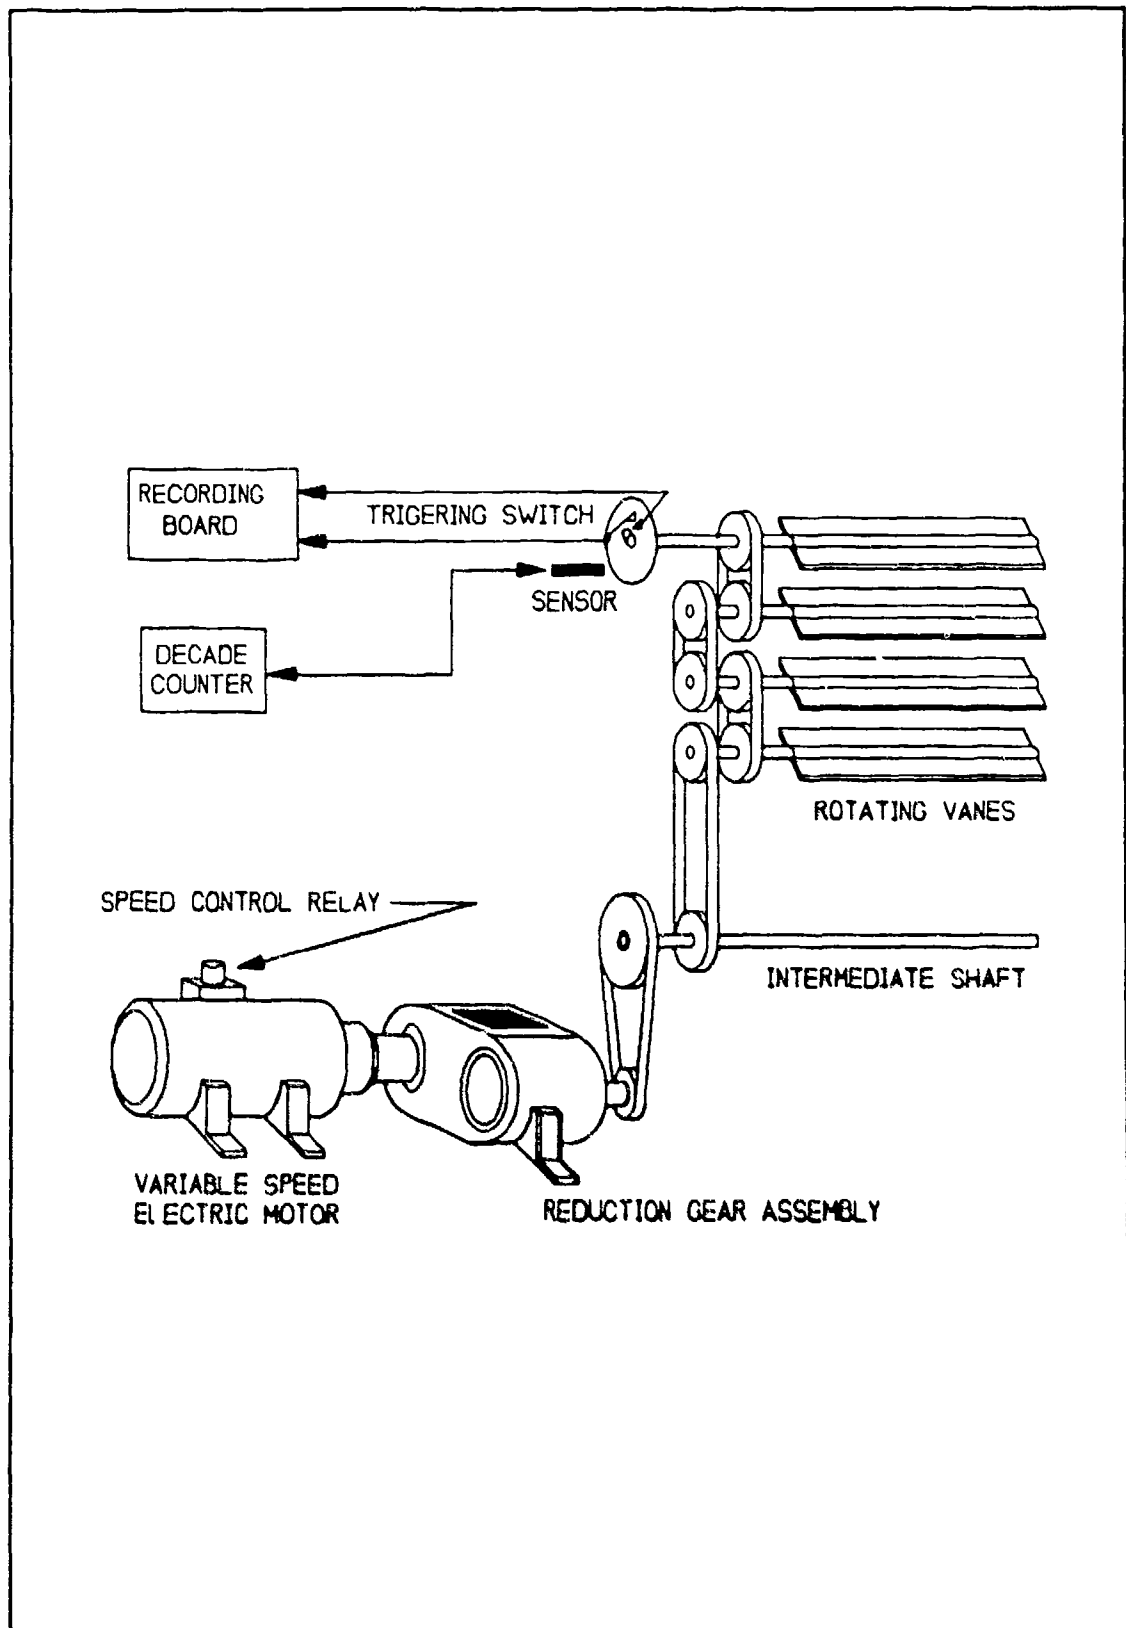 RECORDING
BOARD
TRIGERING SWITCH
SENSOR
DECADE
COUNTER
ROTATING VANES
SPEED CONTROL RELAY
INTERMEDIATE SHAFT
VARIABLE SPEED
ELECTRIC MOTOR
REDUCTION GEAR ASSEMBLY